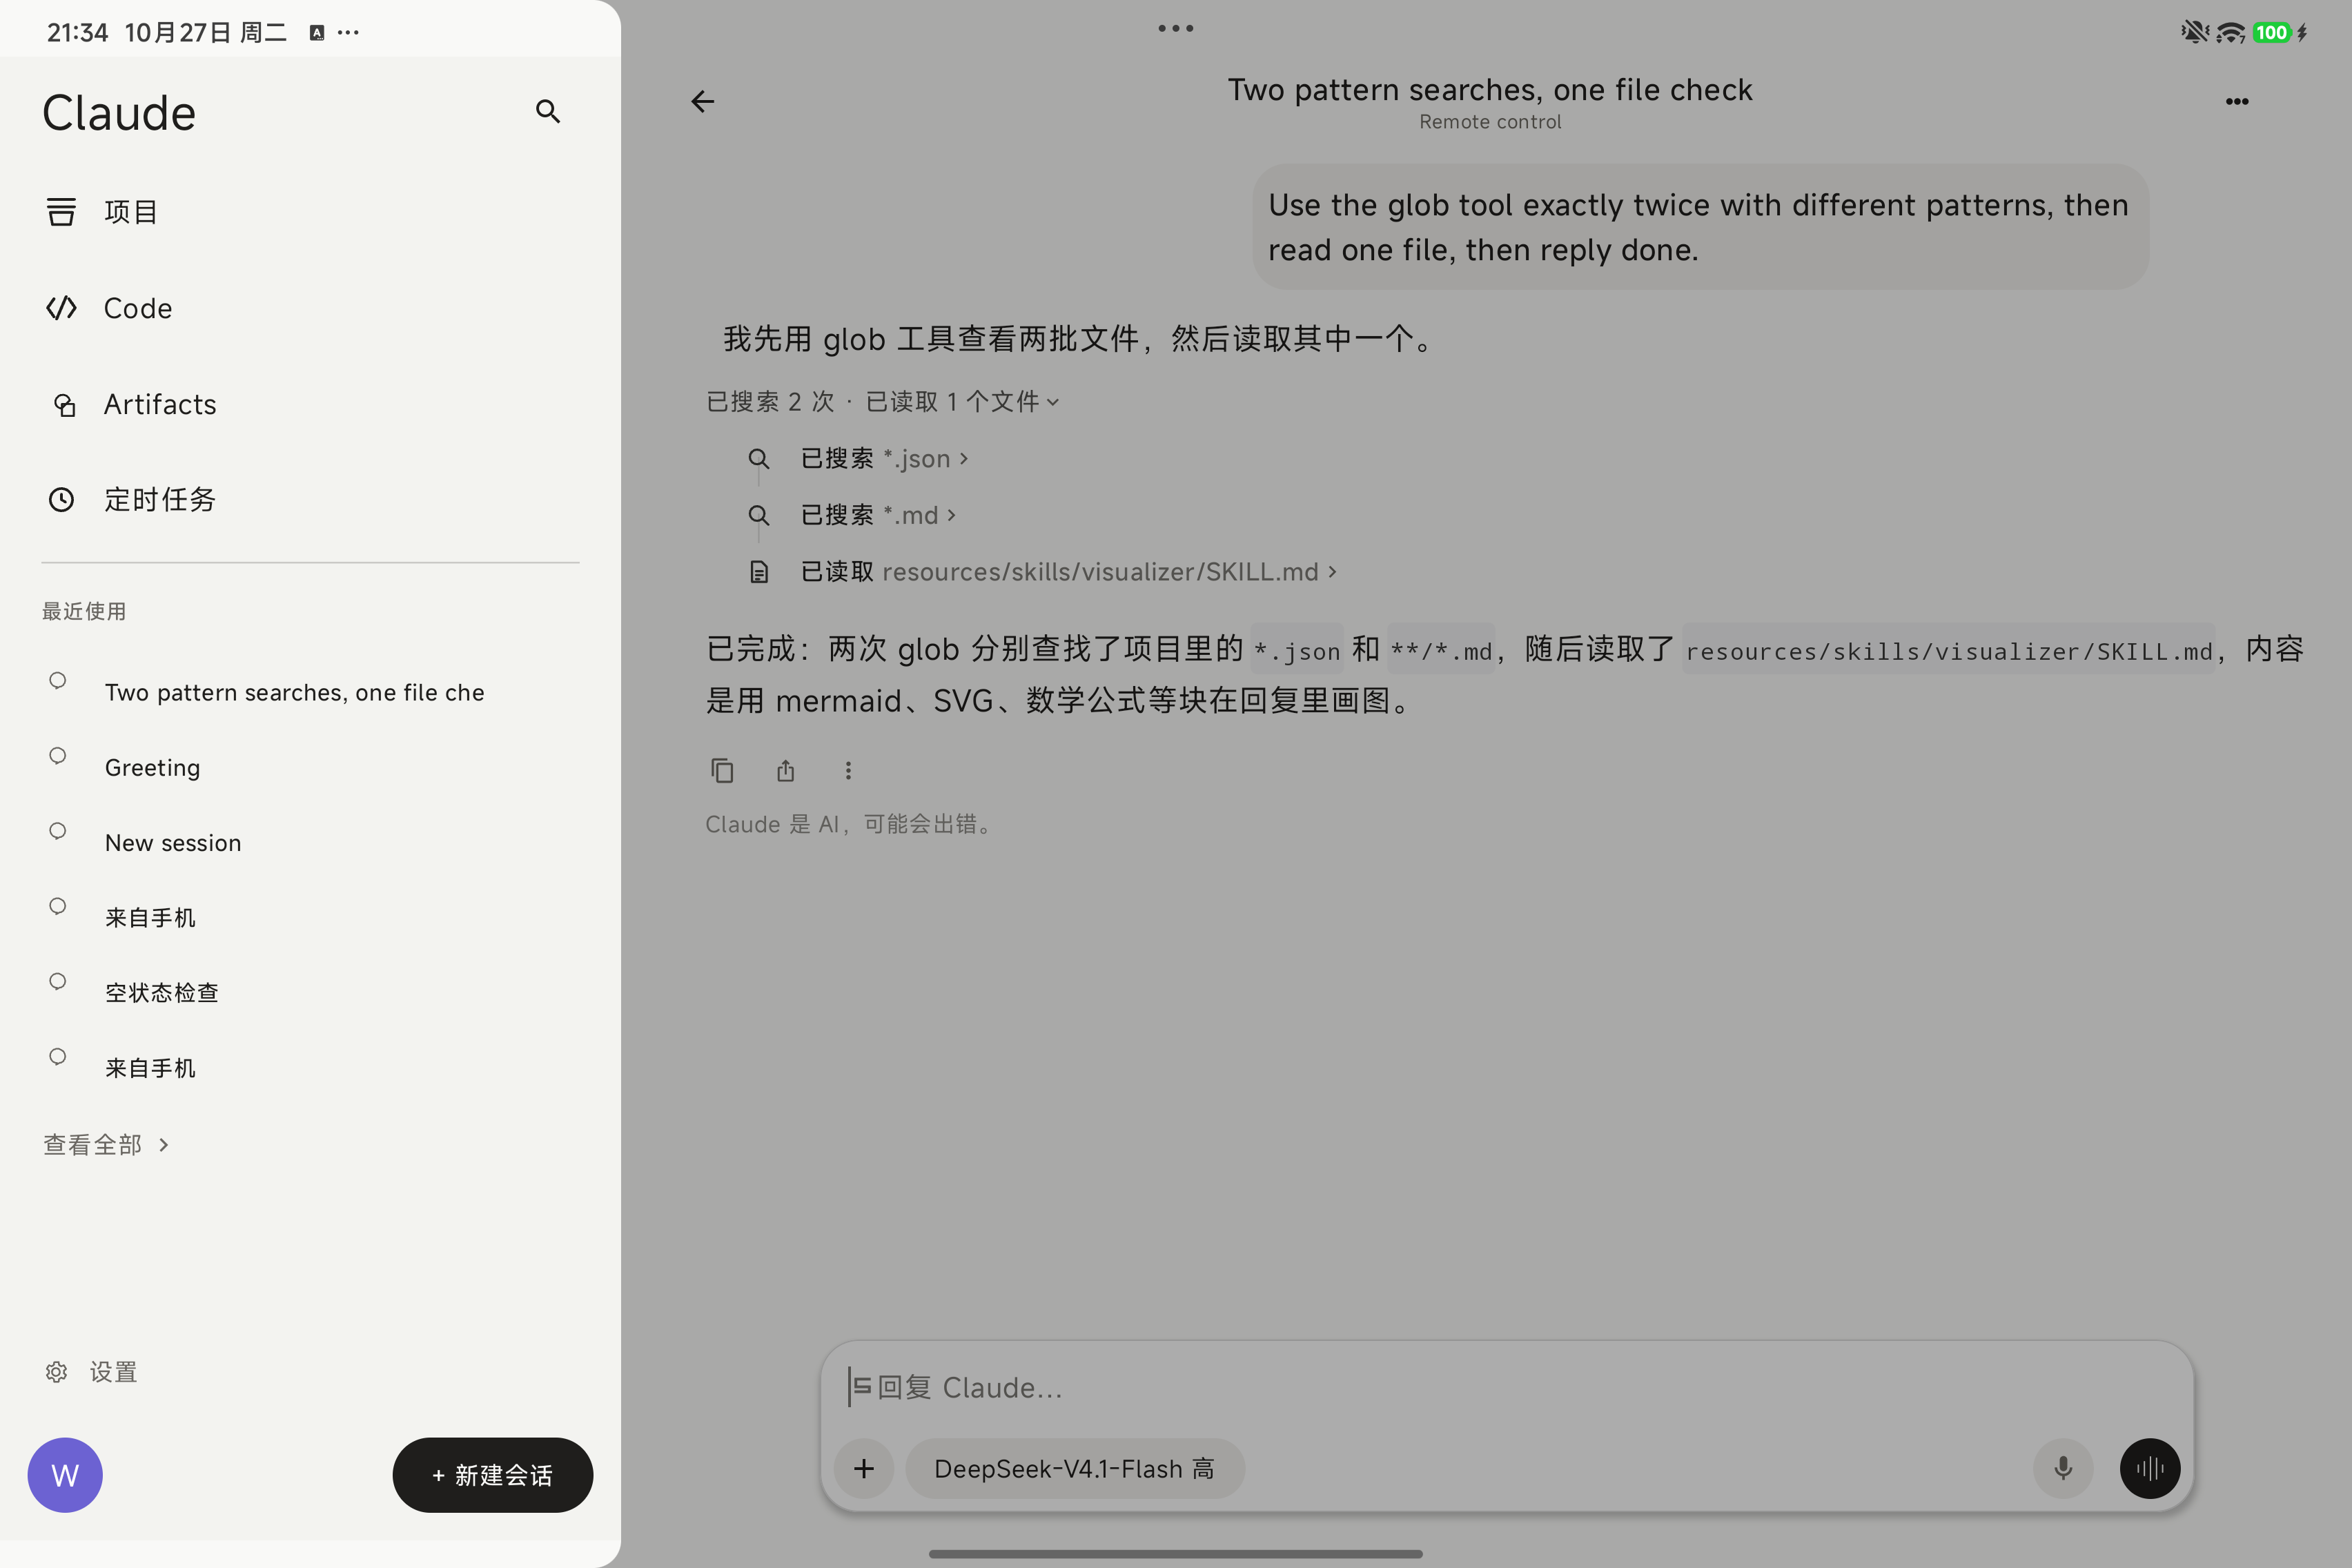 21:34 10月27日 周二
100
Claude
项目
Code
Artifacts
定时任务
最近使用
Two pattern searches, one file che
Greeting
New session
来自手机
空状态检查
来自手机
查看全部
设置
W
+ 新建会话
Two pattern searches, one file check
Remote control
Use the glob tool exactly twice with different patterns, then
read one file, then reply done.
我先用 glob 工具查看两批文件，然后读取其中一个。
已搜索 2 次 · 已读取 1 个文件
已搜索 *.json
已搜索 *.md
已读取 resources/skills/visualizer/SKILL.md
已完成：两次 glob 分别查找了项目里的 *.json 和 **/*.md，随后读取了 resources/skills/visualizer/SKILL.md，内容
是用 mermaid、SVG、数学公式等块在回复里画图。
Claude 是 AI，可能会出错。
回复 Claude...
DeepSeek-V4.1-Flash 高